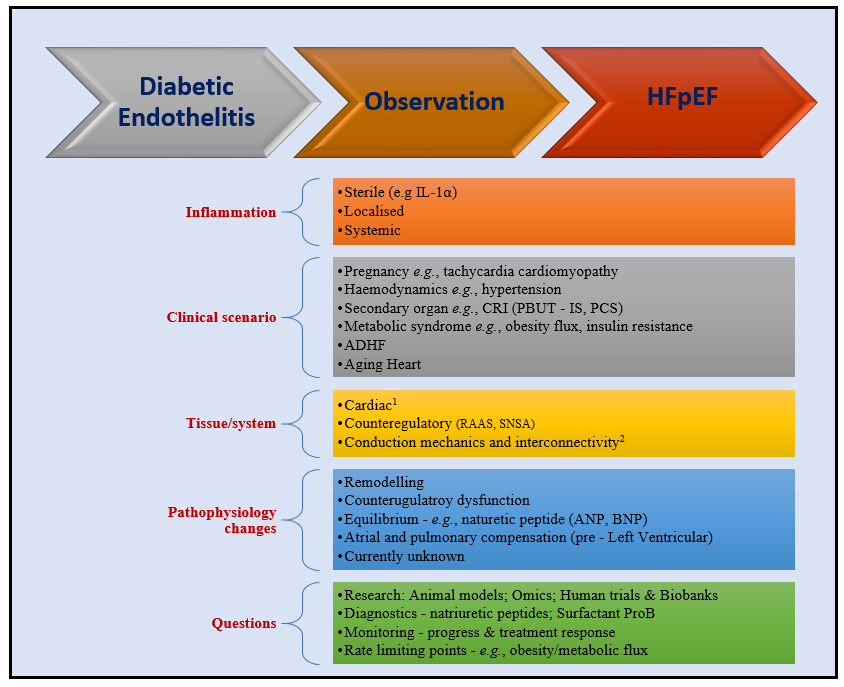 Diabetic
Endothelitis
Observation
HFpEF
Inflammation
•Sterile (e.g IL-1α)
•Localised
•Systemic
Clinical scenario
•Pregnancy e.g., tachycardia cardiomyopathy
•Haemodynamics e.g., hypertension
•Secondary organ e.g., CRI (PBUT - IS, PCS)
•Metabolic syndrome e.g., obesity flux, insulin resistance
•ADHF
•Aging Heart
Tissue/system
•Cardiac¹
•Counteregulatory (RAAS, SNSA)
•Conduction mechanics and interconnectivity²
Pathophysiology
changes
•Remodelling
•Counterugulatroy dysfunction
•Equilibrium - e.g., naturetic peptide (ANP, BNP)
•Atrial and pulmonary compensation (pre - Left Ventricular)
•Currently unknown
Questions
•Research: Animal models; Omics; Human trials & Biobanks
•Diagnostics - natriuretic peptides; Surfactant ProB
•Monitoring - progress & treatment response
•Rate limiting points - e.g., obesity/metabolic flux